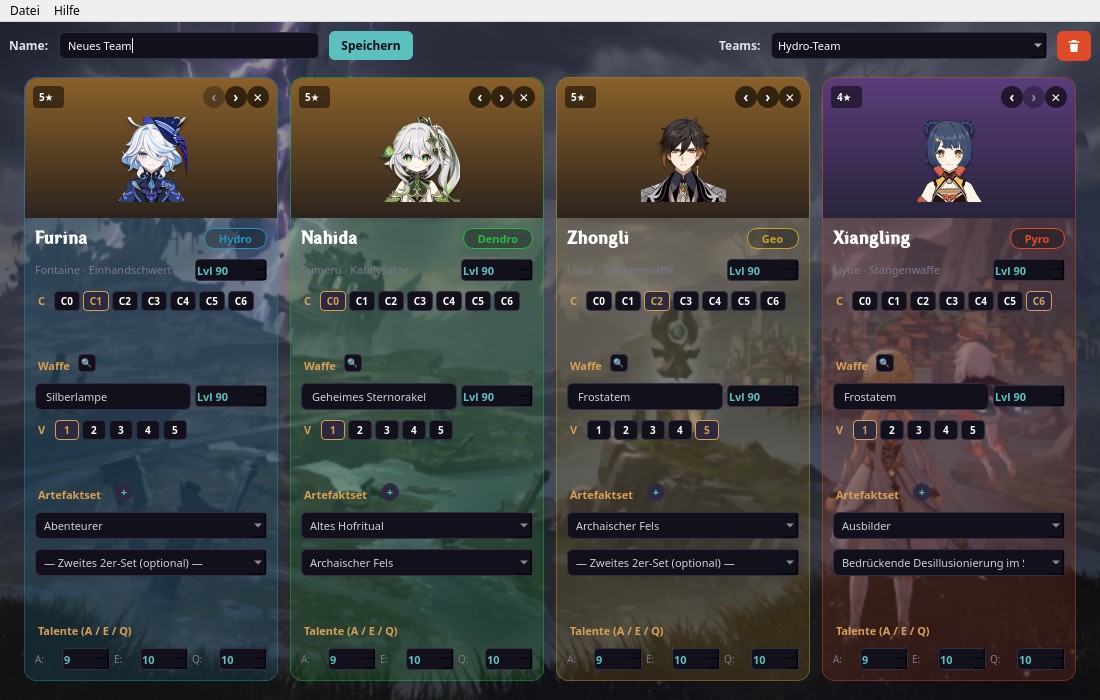 Datei Hilfe
Name: Neues Team Speichern Teams: Hydro-Team
5★ ‹ › ✕ 5★ ‹ › ✕ 5★ ‹ › ✕ 4★ ‹ › ✕
Furina Hydro Nahida Dendro Zhongli Geo Xiangling Pyro
Fontaine · Einhandschwert Lvl 90 Sumeru · Katalysator Lvl 90 Liyue · Stangenwaffe Lvl 90 Liyue · Stangenwaffe Lvl 90
C C0 C1 C2 C3 C4 C5 C6 C C0 C1 C2 C3 C4 C5 C6 C C0 C1 C2 C3 C4 C5 C6 C C0 C1 C2 C3 C4 C5 C6
Waffe Waffe Waffe Waffe
Silberlampe Lvl 90 Geheimes Sternorakel Lvl 90 Frostatem Lvl 90 Frostatem Lvl 90
V 1 2 3 4 5 V 1 2 3 4 5 V 1 2 3 4 5 V 1 2 3 4 5
Artefaktset + Artefaktset + Artefaktset + Artefaktset +
Abenteurer Altes Hofritual Archaischer Fels Ausbilder
— Zweites 2er-Set (optional) — Archaischer Fels — Zweites 2er-Set (optional) — Bedrückende Desillusionierung im
Talente (A / E / Q) Talente (A / E / Q) Talente (A / E / Q) Talente (A / E / Q)
A: 9 E: 10 Q: 10 A: 9 E: 10 Q: 10 A: 9 E: 10 Q: 10 A: 9 E: 10 Q: 10